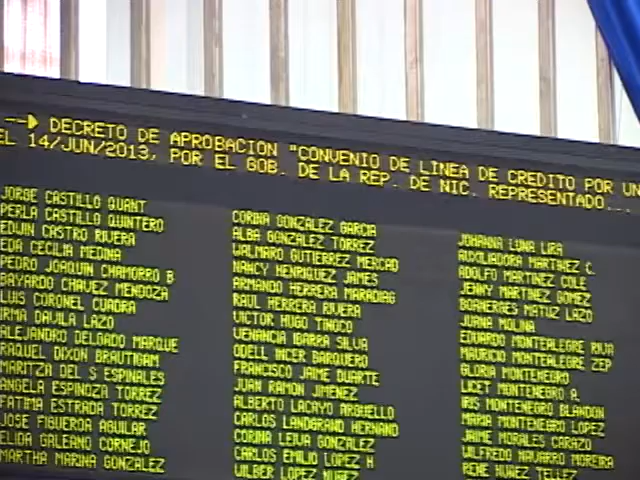 --> DECRETO DE APROBACION "CONVENIO DE LINEA DE CREDITO POR UN
EL 14/JUN/2013, POR EL GOB. DE LA REP. DE NIC. REPRESENTADO...
JORGE CASTILLO QUANT
PERLA CASTILLO QUINTERO
EDWIN CASTRO RIVERA
EDA CECILIA MEDINA
PEDRO JOAQUIN CHAMORRO B
BAYARDO CHAVEZ MENDOZA
LUIS CORONEL CUADRA
IRMA DAVILA LAZO
ALEJANDRO DELGADO MARQUE
RAQUEL DIXON BRAUTIGAM
MARITZA DEL S ESPINALES
ANGELA ESPINOZA TORREZ
FATIMA ESTRADA TORREZ
JOSE FIGUEROA AGUILAR
ELIDA GALEANO CORNEJO
MARTHA MARINA GONZALEZ
CORINA GONZALEZ GARCIA
ALBA GONZALEZ TORREZ
WALMARO GUTIERREZ MERCAD
NANCY HENRIQUEZ JAMES
ARMANDO HERRERA MARADIAG
RAUL HERRERA RIVERA
VICTOR HUGO TINOCO
VENANCIA IBARRA SILVA
ODELL INCER BARQUERO
FRANCISCO JAIME DUARTE
JUAN RAMON JIMENEZ
ALBERTO LACAYO ARGUELLO
CARLOS LANGRAND HERNAND
CORINA LEIVA GONZALEZ
CARLOS EMILIO LOPEZ H
WILBER LOPEZ NUÑEZ
JOHANNA LUNA LIRA
AUXILIADORA MARTINEZ C.
ADOLFO MARTINEZ COLE
JENNY MARTINEZ GOMEZ
BOANERGES MATUZ LAZO
JUANA MOLINA
EDUARDO MONTEALEGRE RIVA
MAURICIO MONTEALEGRE ZEP
GLORIA MONTENEGRO
LICET MONTENEGRO A.
IRIS MONTENEGRO BLANDON
MARIA MONTENEGRO LOPEZ
JAIME MORALES CARAZO
WILFREDO NAVARRO MOREIRA
RENE NUÑEZ TELLEZ